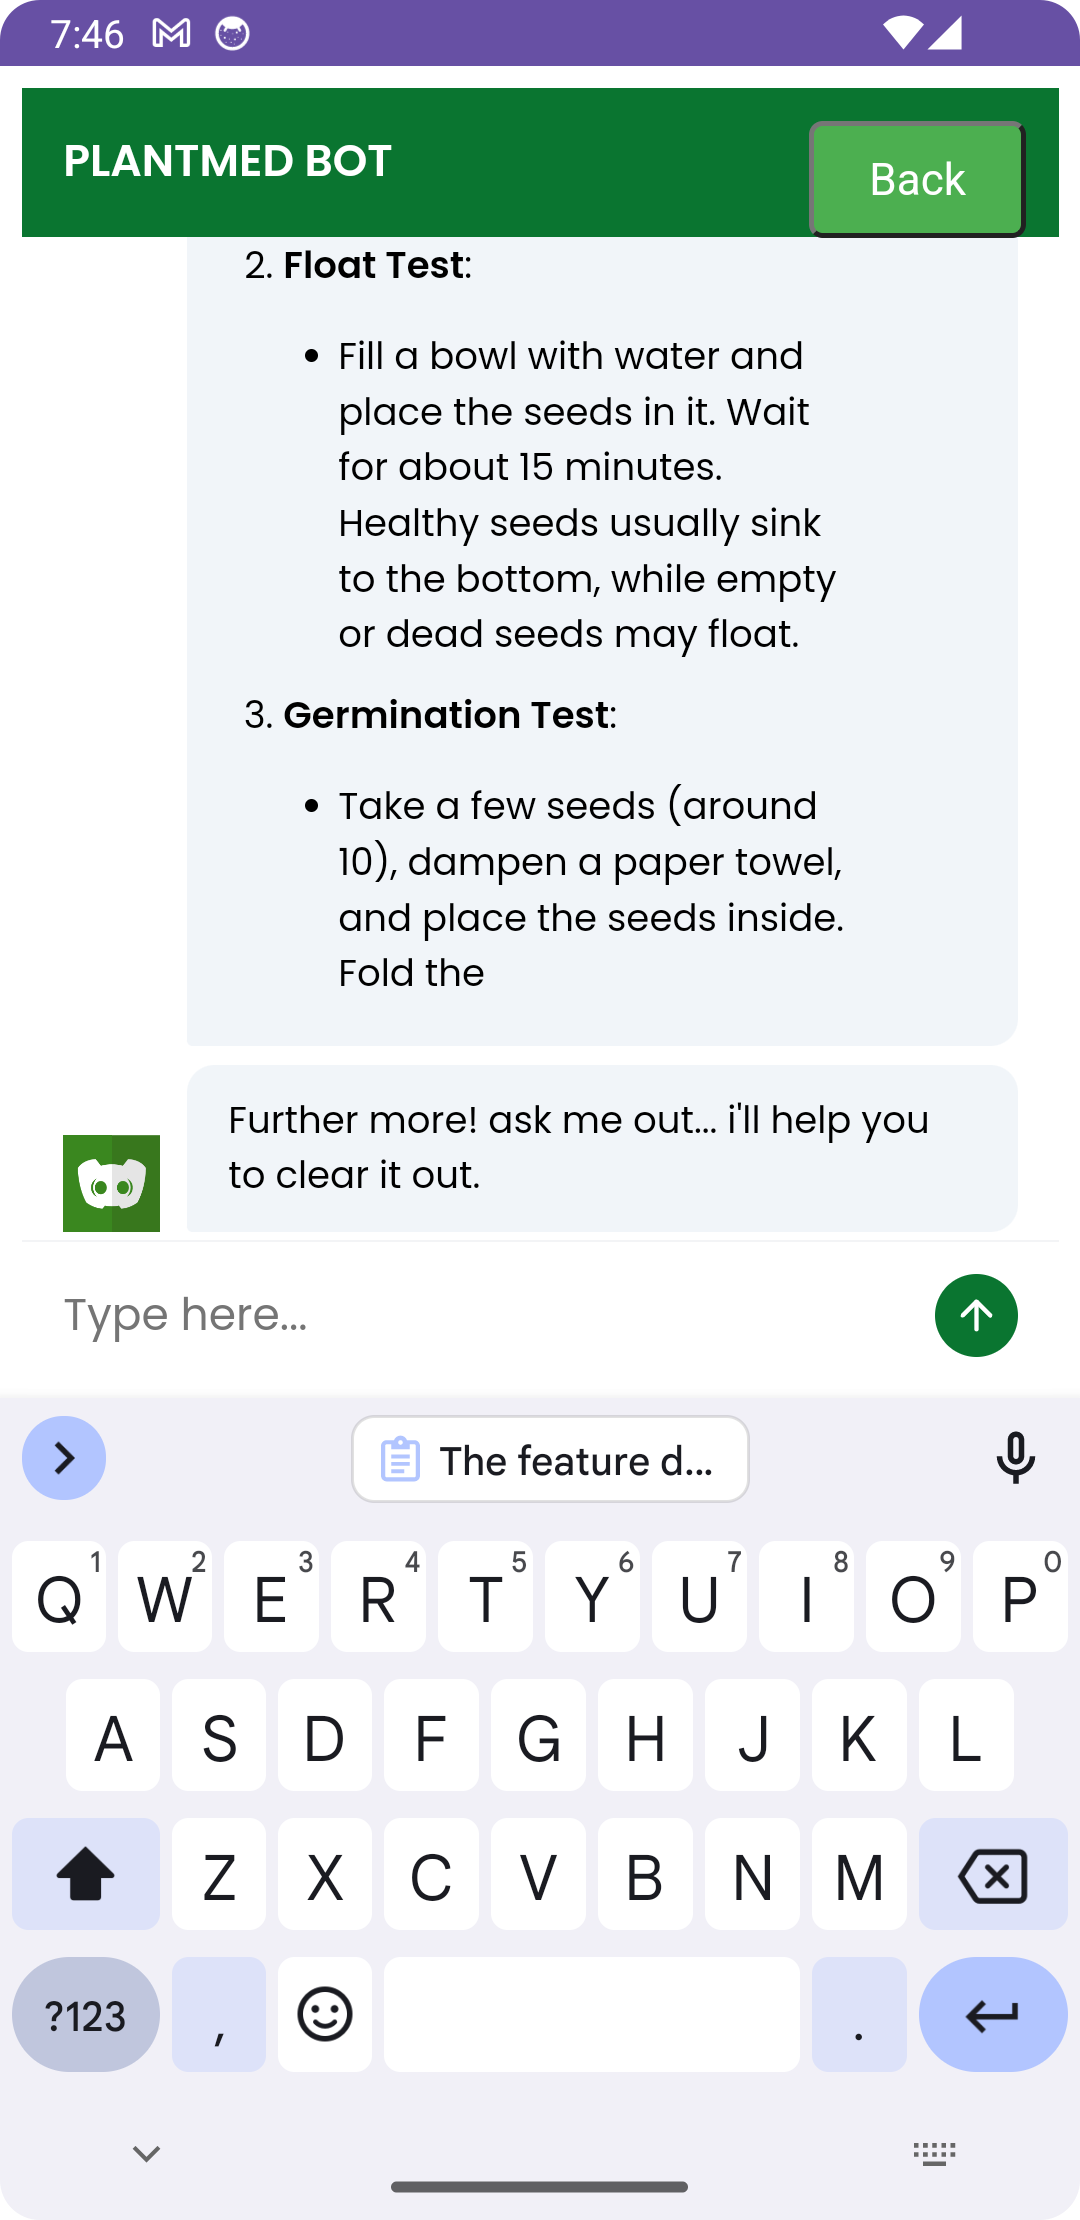 7:46
PLANTMED BOT
Back
2. Float Test:
• Fill a bowl with water and
place the seeds in it. Wait
for about 15 minutes.
Healthy seeds usually sink
to the bottom, while empty
or dead seeds may float.
3. Germination Test:
• Take a few seeds (around
10), dampen a paper towel,
and place the seeds inside.
Fold the
Further more! ask me out... i'll help you
to clear it out.
Type here...
The feature d...
1 2 3 4 5 6 7 8 9 0
Q W E R T Y U I O P
A S D F G H J K L
Z X C V B N M
?123 , .